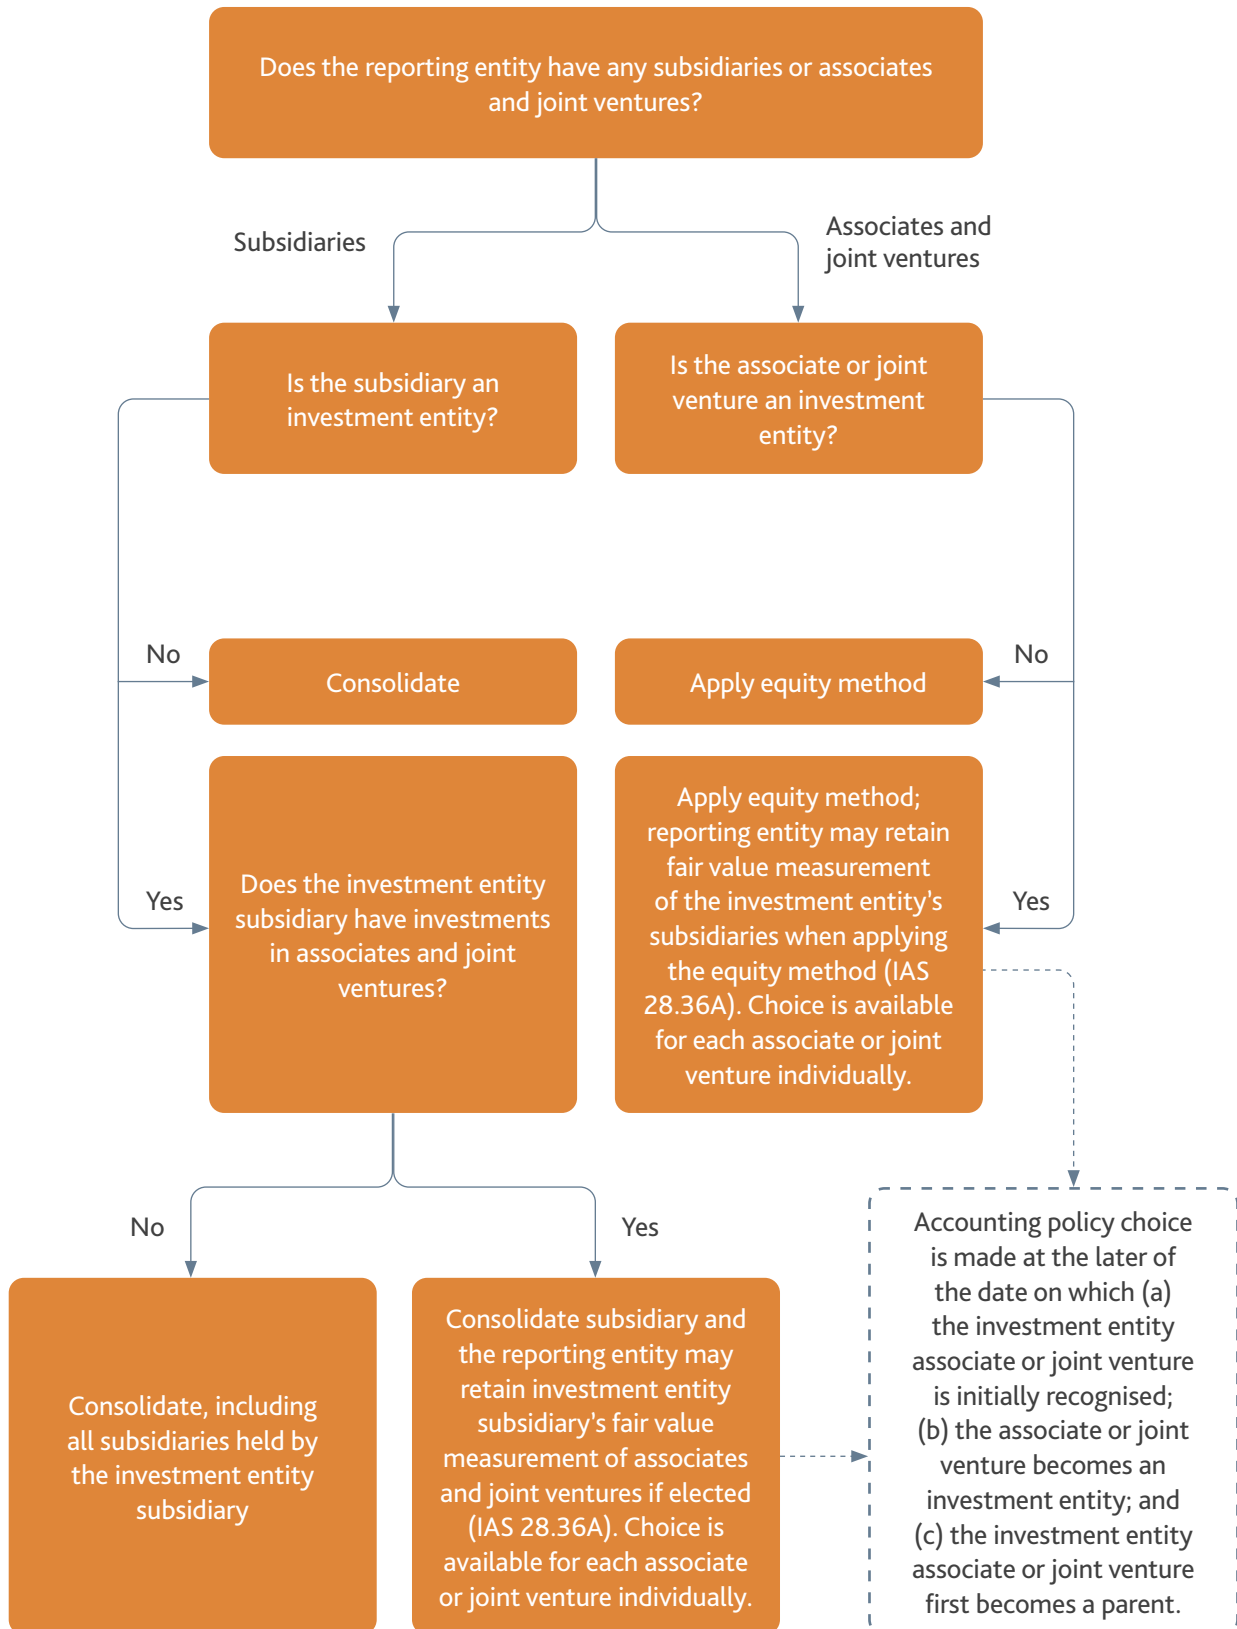 Does the reporting entity have any subsidiaries or associates
and joint ventures?
Subsidiaries
Associates and
joint ventures
Is the subsidiary an
investment entity?
Is the associate or joint
venture an investment
entity?
No
Consolidate
Apply equity method
No
Yes
Does the investment entity
subsidiary have investments
in associates and joint
ventures?
Apply equity method;
reporting entity may retain
fair value measurement
of the investment entity's
subsidiaries when applying
the equity method (IAS
28.36A). Choice is available
for each associate or joint
venture individually.
Yes
No
Yes
Consolidate, including
all subsidiaries held by
the investment entity
subsidiary
Consolidate subsidiary and
the reporting entity may
retain investment entity
subsidiary's fair value
measurement of associates
and joint ventures if elected
(IAS 28.36A). Choice is
available for each associate
or joint venture individually.
Accounting policy choice
is made at the later of
the date on which (a)
the investment entity
associate or joint venture
is initially recognised;
(b) the associate or joint
venture becomes an
investment entity; and
(c) the investment entity
associate or joint venture
first becomes a parent.